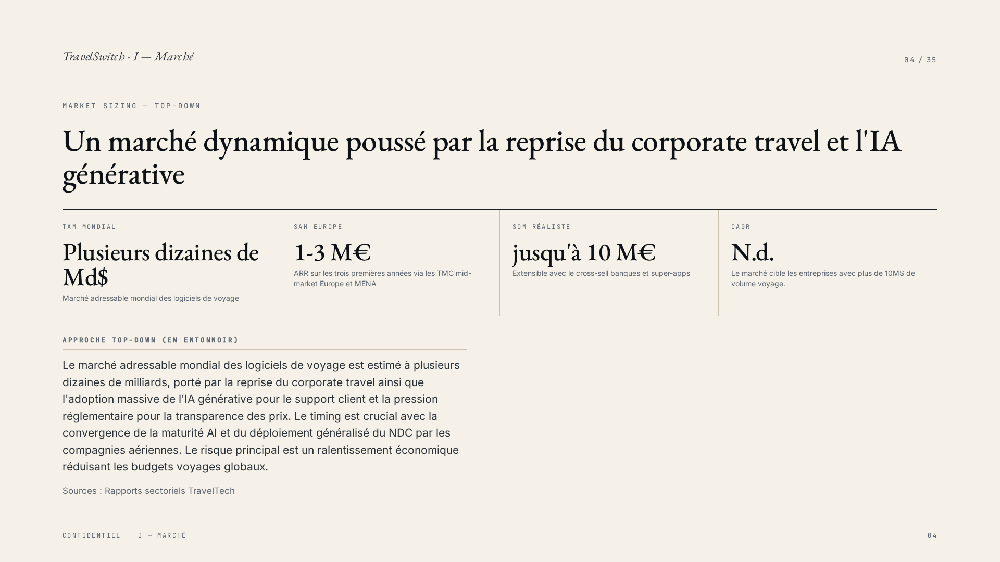 TravelSwitch · I — Marché
04 / 35
MARKET SIZING — TOP-DOWN
Un marché dynamique poussé par la reprise du corporate travel et l'IA
générative
TAM MONDIAL
Plusieurs dizaines de
Md$
Marché adressable mondial des logiciels de voyage
SAM EUROPE
1-3 M€
ARR sur les trois premières années via les TMC mid-
market Europe et MENA
SOM RÉALISTE
jusqu'à 10 M€
Extensible avec le cross-sell banques et super-apps
CAGR
N.d.
Le marché cible les entreprises avec plus de 10M$ de
volume voyage.
APPROCHE TOP-DOWN (EN ENTONNOIR)
Le marché adressable mondial des logiciels de voyage est estimé à plusieurs
dizaines de milliards, porté par la reprise du corporate travel ainsi que
l'adoption massive de l'IA générative pour le support client et la pression
réglementaire pour la transparence des prix. Le timing est crucial avec la
convergence de la maturité AI et du déploiement généralisé du NDC par les
compagnies aériennes. Le risque principal est un ralentissement économique
réduisant les budgets voyages globaux.
Sources : Rapports sectoriels TravelTech
CONFIDENTIEL I — MARCHÉ
04